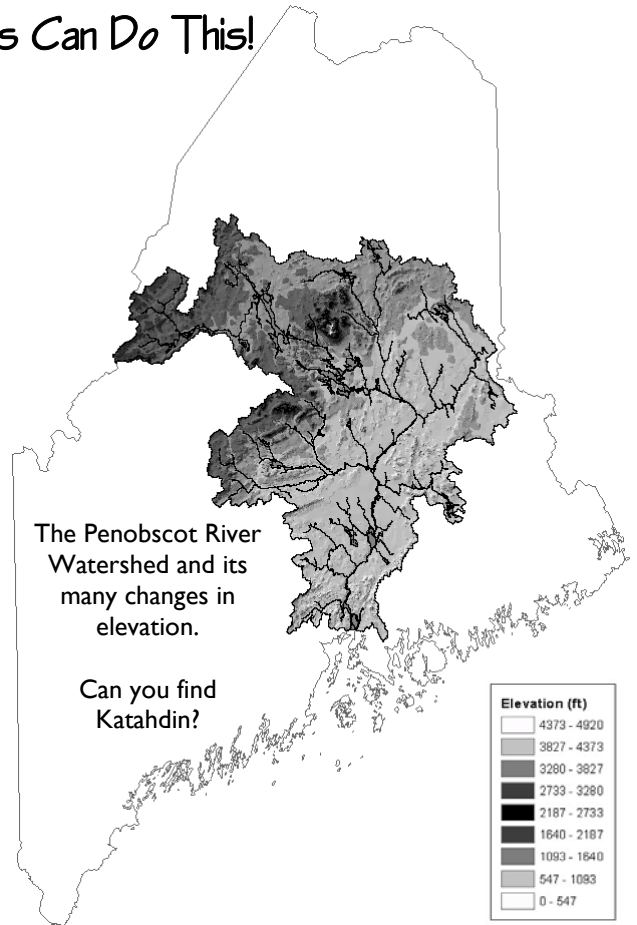 s Can Do This!
The Penobscot River
Watershed and its
many changes in
elevation.
Can you find
Katahdin?
Elevation (ft)
4373 - 4920
3827 - 4373
3280 - 3827
2733 - 3280
2187 - 2733
1640 - 2187
1093 - 1640
547 - 1093
0 - 547